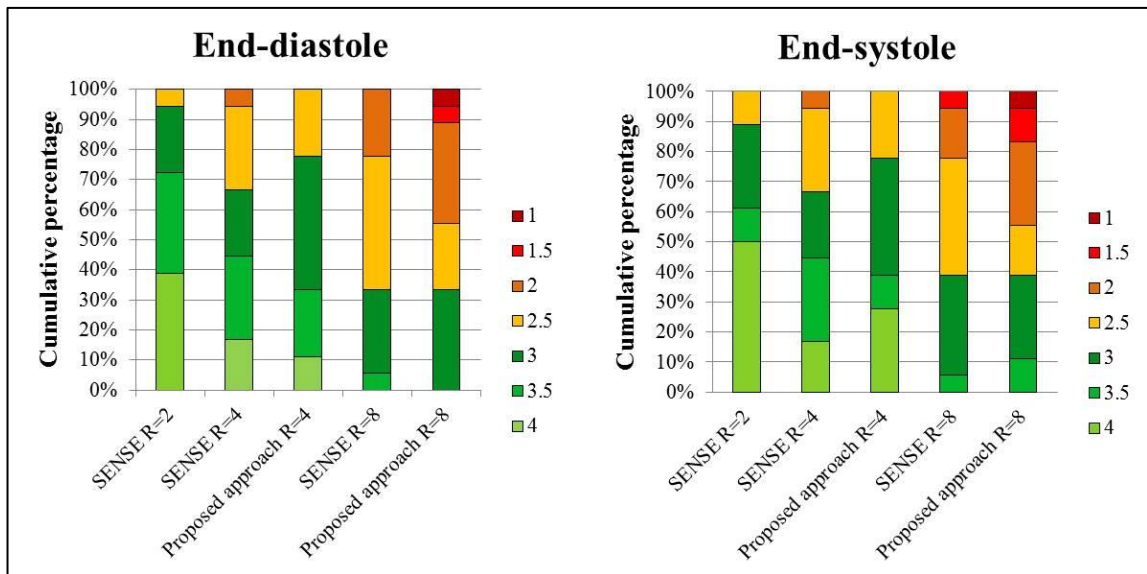 End-diastole
Cumulative percentage
100%
90%
80%
70%
60%
50%
40%
30%
20%
10%
0%
SENSE R=2
SENSE R=4
Proposed approach R=4
SENSE R=8
Proposed approach R=8
1
1.5
2
2.5
3
3.5
4
End-systole
Cumulative percentage
100%
90%
80%
70%
60%
50%
40%
30%
20%
10%
0%
SENSE R=2
SENSE R=4
Proposed approach R=4
SENSE R=8
Proposed approach R=8
1
1.5
2
2.5
3
3.5
4